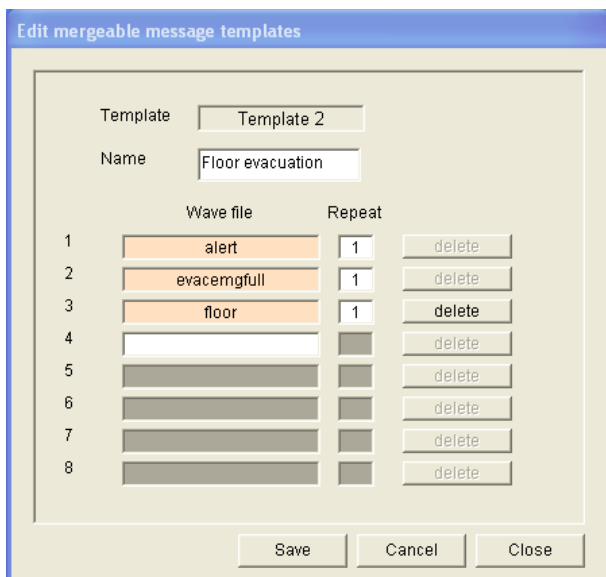 Edit mergeable message templates
Template Template 2
Name Floor evacuation
Wave file Repeat
1 alert 1 delete
2 evacemgfull 1 delete
3 floor 1 delete
4 delete
5 delete
6 delete
7 delete
8 delete
Save Cancel Close